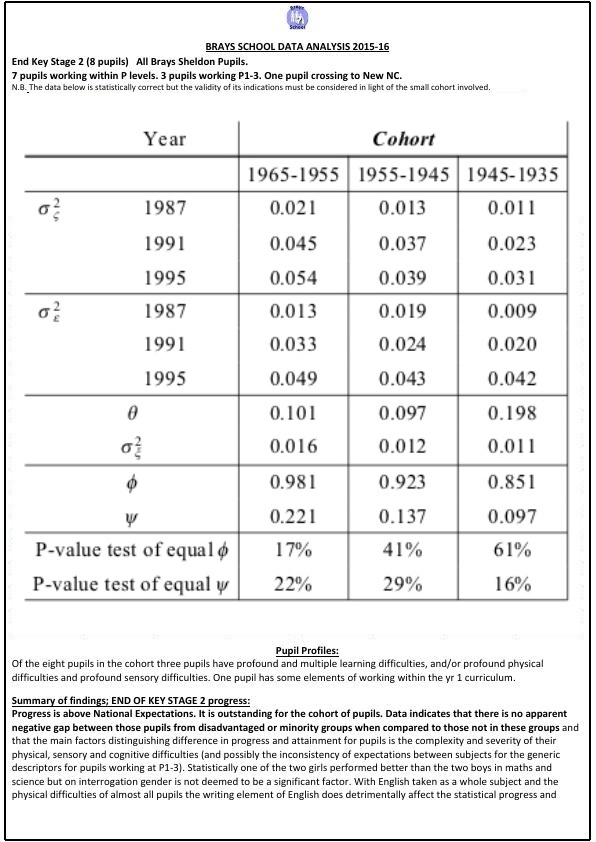 Brays
School
BRAYS SCHOOL DATA ANALYSIS 2015-16
End Key Stage 2 (8 pupils)   All Brays Sheldon Pupils.
7 pupils working within P levels. 3 pupils working P1-3. One pupil crossing to New NC.
N.B. The data below is statistically correct but the validity of its indications must be considered in light of the small cohort involved.
Year Cohort
1965-1955 1955-1945 1945-1935
σ²ζ 1987 0.021 0.013 0.011
1991 0.045 0.037 0.023
1995 0.054 0.039 0.031
σ²ε 1987 0.013 0.019 0.009
1991 0.033 0.024 0.020
1995 0.049 0.043 0.042
θ 0.101 0.097 0.198
σ²ξ 0.016 0.012 0.011
ϕ 0.981 0.923 0.851
ψ 0.221 0.137 0.097
P-value test of equal ϕ 17% 41% 61%
P-value test of equal ψ 22% 29% 16%
Pupil Profiles:
Of the eight pupils in the cohort three pupils have profound and multiple learning difficulties, and/or profound physical
difficulties and profound sensory difficulties. One pupil has some elements of working within the yr 1 curriculum.
Summary of findings; END OF KEY STAGE 2 progress:
Progress is above National Expectations. It is outstanding for the cohort of pupils. Data indicates that there is no apparent
negative gap between those pupils from disadvantaged or minority groups when compared to those not in these groups and
that the main factors distinguishing difference in progress and attainment for pupils is the complexity and severity of their
physical, sensory and cognitive difficulties (and possibly the inconsistency of expectations between subjects for the generic
descriptors for pupils working at P1-3). Statistically one of the two girls performed better than the two boys in maths and
science but on interrogation gender is not deemed to be a significant factor. With English taken as a whole subject and the
physical difficulties of almost all pupils the writing element of English does detrimentally affect the statistical progress and